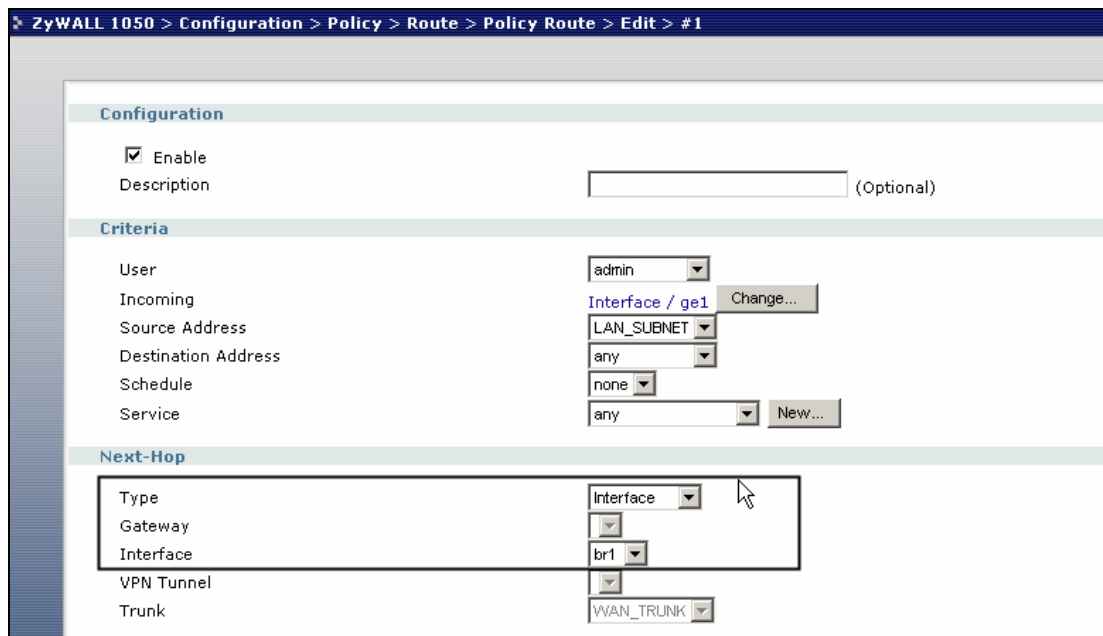 ZyWALL 1050 > Configuration > Policy > Route > Policy Route > Edit > #1
Configuration
Enable
Description (Optional)
Criteria
User admin
Incoming Interface / ge1 Change...
Source Address LAN_SUBNET
Destination Address any
Schedule none
Service any New...
Next-Hop
Type Interface
Gateway
Interface br1
VPN Tunnel
Trunk WAN_TRUNK